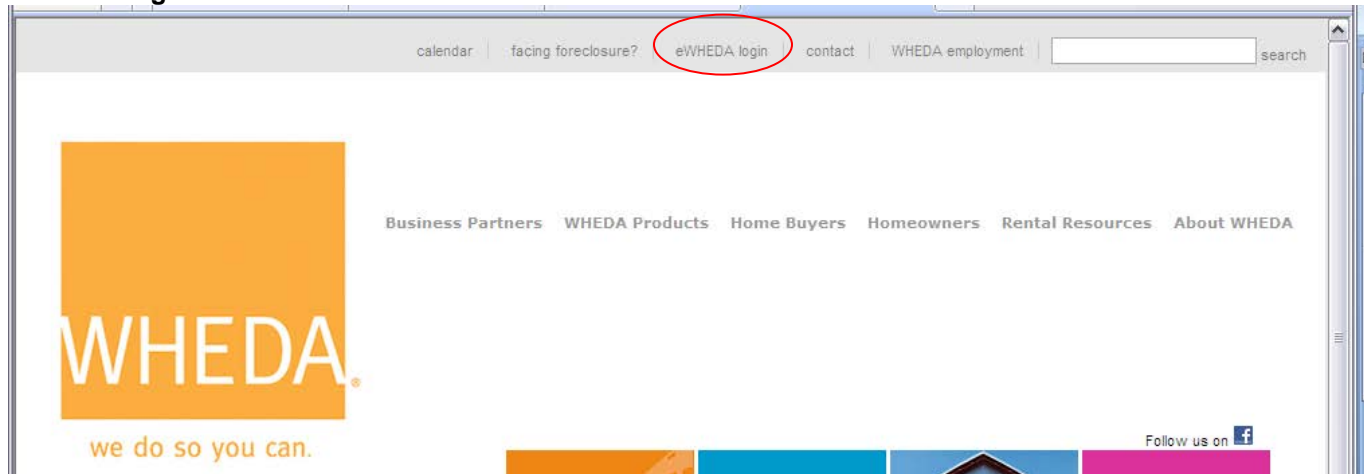 calendar facing foreclosure? eWHEDA login contact WHEDA employment search
Business Partners WHEDA Products Home Buyers Homeowners Rental Resources About WHEDA
WHEDA®
we do so you can.
Follow us on f